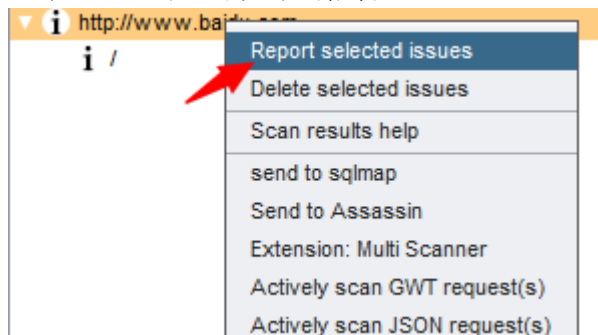 http://www.baidu.com
/
Report selected issues
Delete selected issues
Scan results help
send to sqlmap
Send to Assassin
Extension: Multi Scanner
Actively scan GWT request(s)
Actively scan JSON request(s)